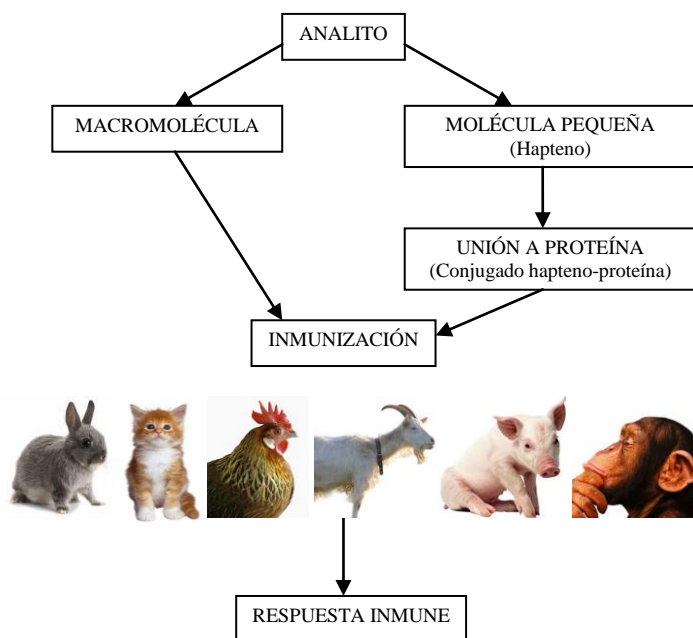 ANALITO
MACROMOLÉCULA
MOLÉCULA PEQUEÑA
(Hapteno)
UNIÓN A PROTEÍNA
(Conjugado hapteno-proteína)
INMUNIZACIÓN
RESPUESTA INMUNE